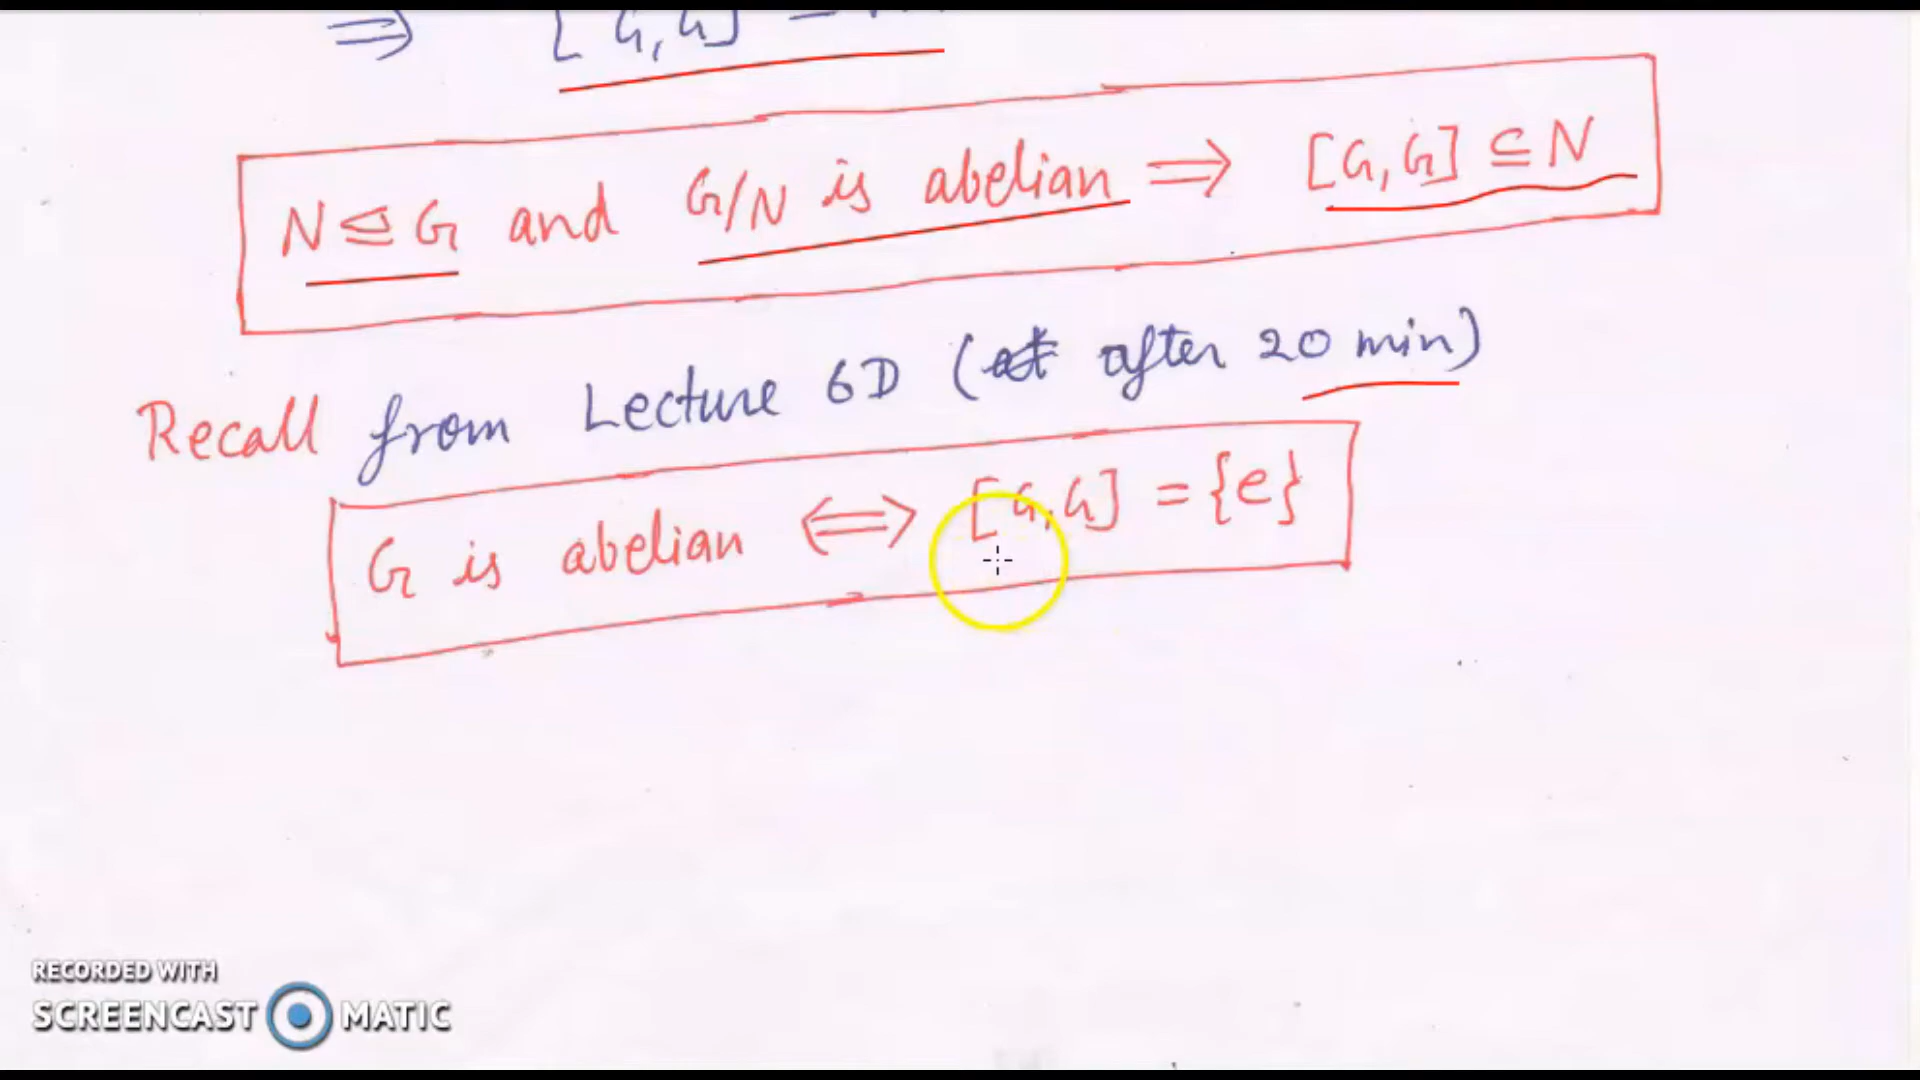 ⇒ [G,G]
N ⊴ G and G/N is abelian ⇒ [G,G] ⊆ N
Recall from Lecture 6D (at after 20 min)
G is abelian ⇔ [G,G] = {e}
RECORDED WITH
SCREENCAST MATIC